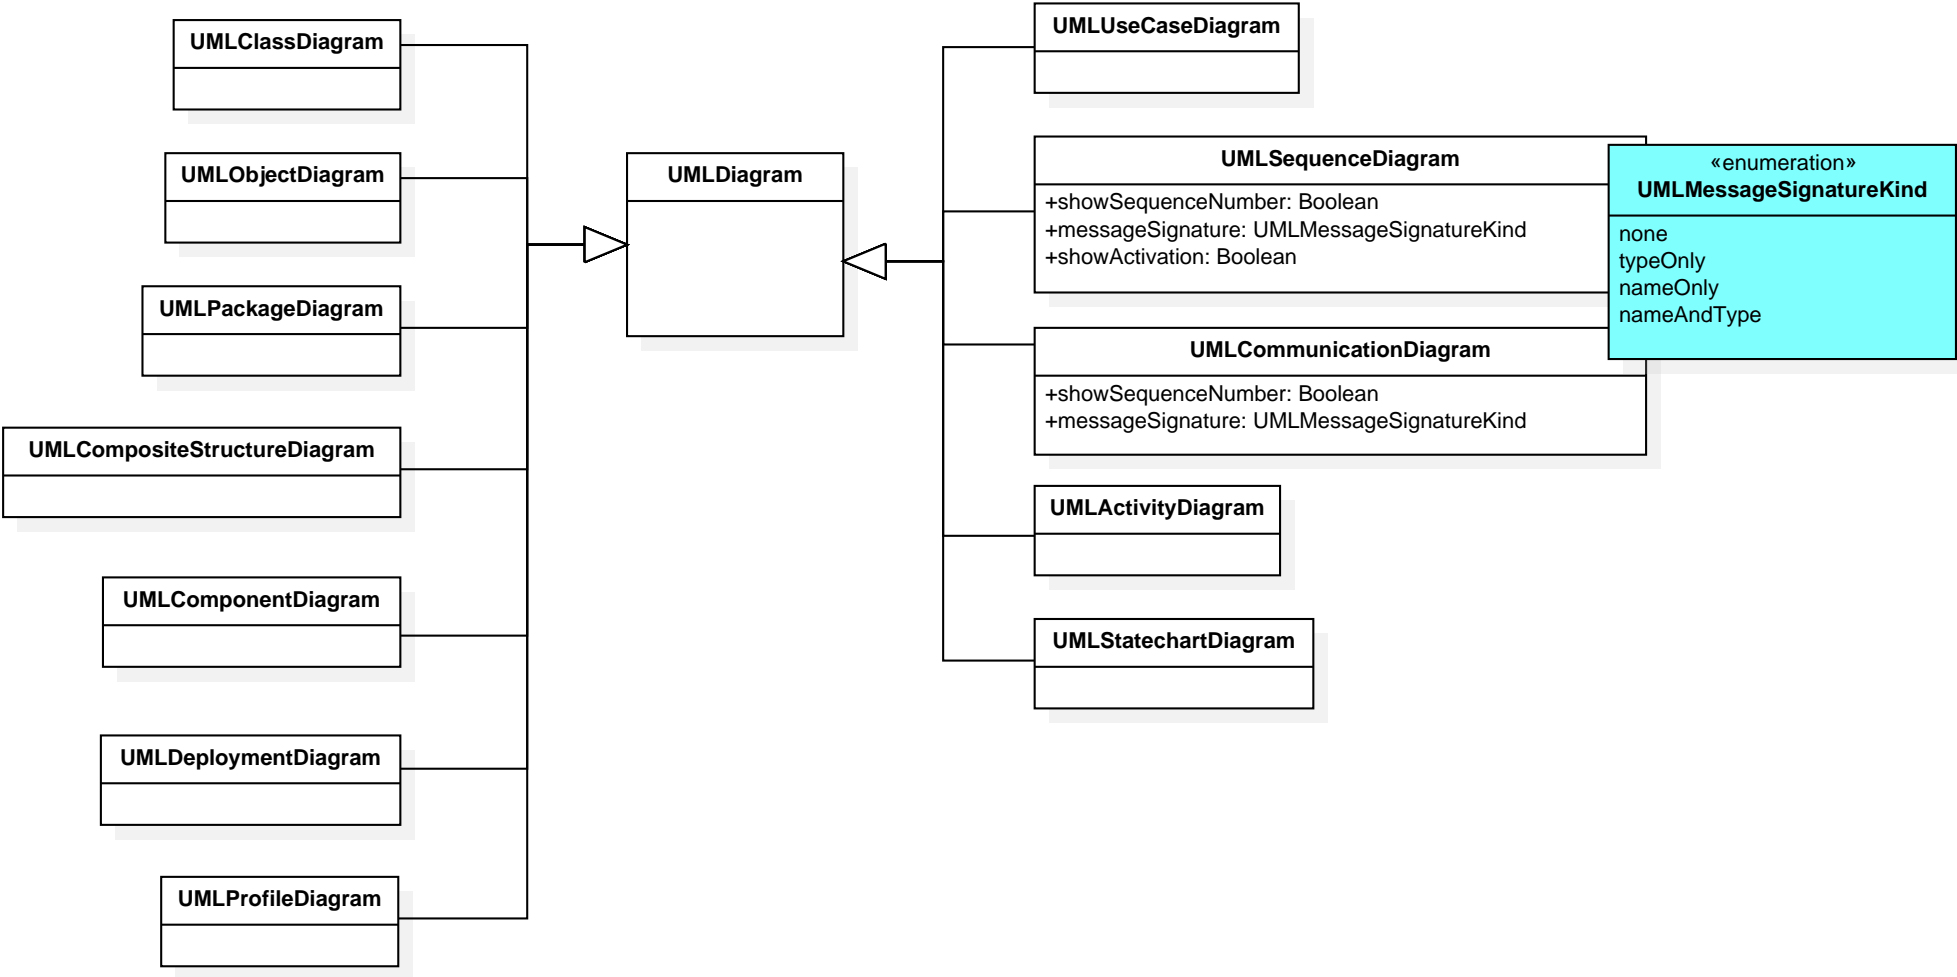 UMLClassDiagram
UMLObjectDiagram
UMLPackageDiagram
UMLCompositeStructureDiagram
UMLComponentDiagram
UMLDeploymentDiagram
UMLProfileDiagram
UMLDiagram
UMLUseCaseDiagram
UMLSequenceDiagram
+showSequenceNumber: Boolean
+messageSignature: UMLMessageSignatureKind
+showActivation: Boolean
«enumeration»
UMLMessageSignatureKind
none
typeOnly
nameOnly
nameAndType
UMLCommunicationDiagram
+showSequenceNumber: Boolean
+messageSignature: UMLMessageSignatureKind
UMLActivityDiagram
UMLStatechartDiagram